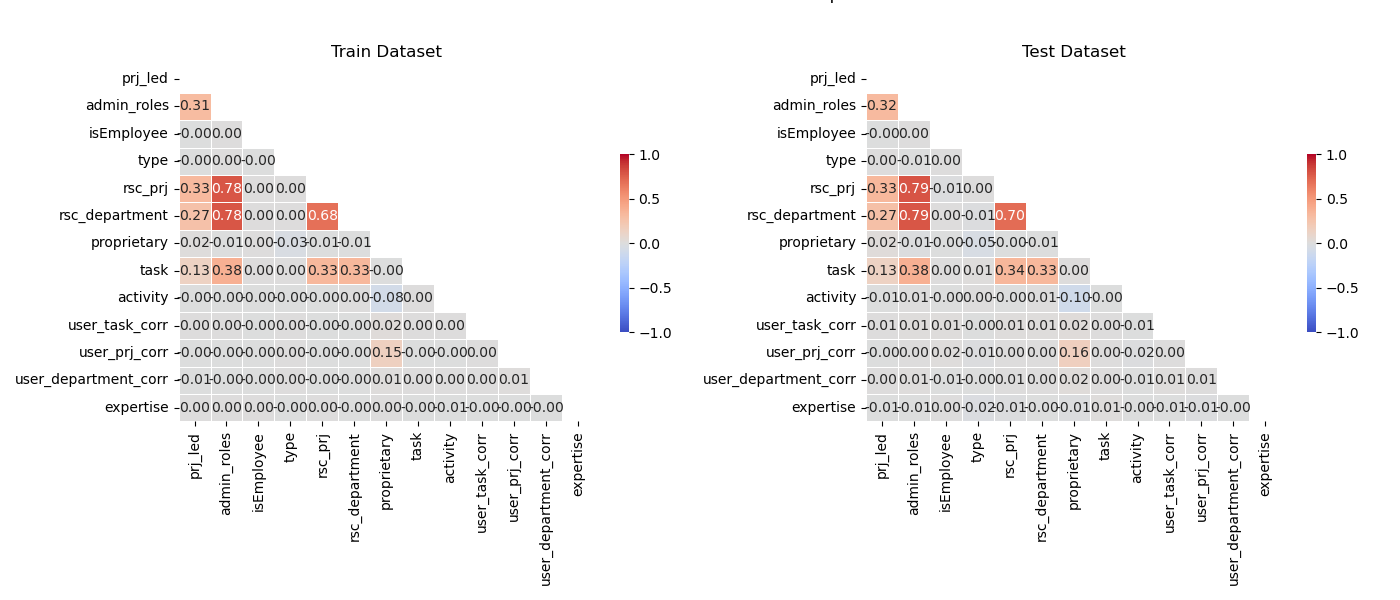 Train Dataset
prj_led
admin_roles 0.31
isEmployee -0.00 0.00
type -0.00 0.00 -0.00
rsc_prj 0.33 0.78 0.00 0.00
rsc_department 0.27 0.78 0.00 0.00 0.68
proprietary 0.02 -0.01 0.00 -0.03 -0.01 -0.01
task 0.13 0.38 0.00 0.00 0.33 0.33 -0.00
activity -0.00 -0.00 -0.00 -0.00 -0.00 0.00 -0.08 0.00
user_task_corr 0.00 0.00 -0.00 0.00 -0.00 -0.00 0.02 0.00 0.00
user_prj_corr -0.00 -0.00 -0.00 0.00 -0.00 -0.00 0.15 -0.00 -0.00 0.00
user_department_corr -0.01 -0.00 -0.00 0.00 -0.00 -0.00 0.01 0.00 0.00 0.00 0.01
expertise -0.00 0.00 0.00 -0.00 0.00 -0.00 0.00 0.00 -0.01 -0.00 -0.00 -0.00
prj_led
admin_roles
isEmployee
type
rsc_prj
rsc_department
proprietary
task
activity
user_task_corr
user_prj_corr
user_department_corr
expertise
1.0
0.5
0.0
−0.5
−1.0
Test Dataset
prj_led
admin_roles 0.32
isEmployee -0.00 0.00
type 0.00 -0.01 0.00
rsc_prj 0.33 0.79 -0.01 0.00
rsc_department 0.27 0.79 0.00 -0.01 0.70
proprietary 0.02 -0.01 -0.00 -0.05 -0.00 -0.01
task 0.13 0.38 0.00 0.01 0.34 0.33 0.00
activity -0.01 0.01 -0.00 0.00 -0.00 0.01 -0.10 -0.00
user_task_corr 0.01 0.01 0.01 -0.00 0.01 0.01 0.02 0.00 -0.01
user_prj_corr -0.00 0.00 0.02 -0.01 0.00 0.00 0.16 0.00 -0.02 0.00
user_department_corr 0.00 0.01 -0.01 -0.00 0.01 0.00 0.02 0.00 -0.01 0.01 0.01
expertise -0.01 -0.01 0.00 -0.02 -0.01 -0.00 -0.01 0.01 -0.00 -0.01 -0.01 -0.00
prj_led
admin_roles
isEmployee
type
rsc_prj
rsc_department
proprietary
task
activity
user_task_corr
user_prj_corr
user_department_corr
expertise
1.0
0.5
0.0
−0.5
−1.0